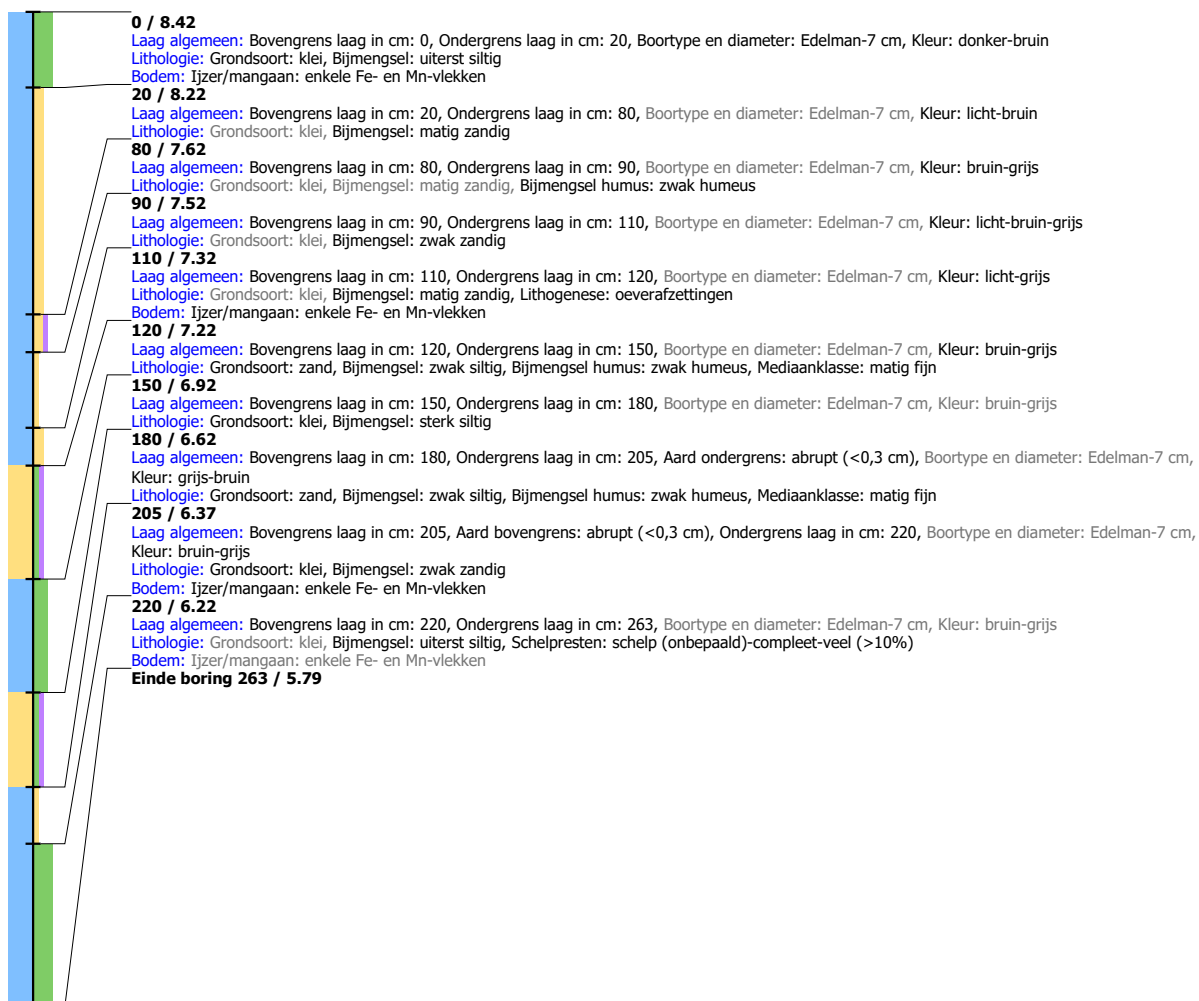 0 / 8.42
Laag algemeen: Bovengrens laag in cm: 0, Ondergrens laag in cm: 20, Boortype en diameter: Edelman-7 cm, Kleur: donker-bruin
Lithologie: Grondsoort: klei, Bijmengsel: uiterst siltig
Bodem: Ijzer/mangaan: enkele Fe- en Mn-vlekken
20 / 8.22
Laag algemeen: Bovengrens laag in cm: 20, Ondergrens laag in cm: 80, Boortype en diameter: Edelman-7 cm, Kleur: licht-bruin
Lithologie: Grondsoort: klei, Bijmengsel: matig zandig
80 / 7.62
Laag algemeen: Bovengrens laag in cm: 80, Ondergrens laag in cm: 90, Boortype en diameter: Edelman-7 cm, Kleur: bruin-grijs
Lithologie: Grondsoort: klei, Bijmengsel: matig zandig, Bijmengsel humus: zwak humeus
90 / 7.52
Laag algemeen: Bovengrens laag in cm: 90, Ondergrens laag in cm: 110, Boortype en diameter: Edelman-7 cm, Kleur: licht-bruin-grijs
Lithologie: Grondsoort: klei, Bijmengsel: zwak zandig
110 / 7.32
Laag algemeen: Bovengrens laag in cm: 110, Ondergrens laag in cm: 120, Boortype en diameter: Edelman-7 cm, Kleur: licht-grijs
Lithologie: Grondsoort: klei, Bijmengsel: matig zandig, Lithogenese: oeverafzettingen
Bodem: Ijzer/mangaan: enkele Fe- en Mn-vlekken
120 / 7.22
Laag algemeen: Bovengrens laag in cm: 120, Ondergrens laag in cm: 150, Boortype en diameter: Edelman-7 cm, Kleur: bruin-grijs
Lithologie: Grondsoort: zand, Bijmengsel: zwak siltig, Bijmengsel humus: zwak humeus, Mediaanklasse: matig fijn
150 / 6.92
Laag algemeen: Bovengrens laag in cm: 150, Ondergrens laag in cm: 180, Boortype en diameter: Edelman-7 cm, Kleur: bruin-grijs
Lithologie: Grondsoort: klei, Bijmengsel: sterk siltig
180 / 6.62
Laag algemeen: Bovengrens laag in cm: 180, Ondergrens laag in cm: 205, Aard ondergrens: abrupt (<0,3 cm), Boortype en diameter: Edelman-7 cm,
Kleur: grijs-bruin
Lithologie: Grondsoort: zand, Bijmengsel: zwak siltig, Bijmengsel humus: zwak humeus, Mediaanklasse: matig fijn
205 / 6.37
Laag algemeen: Bovengrens laag in cm: 205, Aard bovengrens: abrupt (<0,3 cm), Ondergrens laag in cm: 220, Boortype en diameter: Edelman-7 cm,
Kleur: bruin-grijs
Lithologie: Grondsoort: klei, Bijmengsel: zwak zandig
Bodem: Ijzer/mangaan: enkele Fe- en Mn-vlekken
220 / 6.22
Laag algemeen: Bovengrens laag in cm: 220, Ondergrens laag in cm: 263, Boortype en diameter: Edelman-7 cm, Kleur: bruin-grijs
Lithologie: Grondsoort: klei, Bijmengsel: uiterst siltig, Schelpresten: schelp (onbepaald)-compleet-veel (>10%)
Bodem: Ijzer/mangaan: enkele Fe- en Mn-vlekken
Einde boring 263 / 5.79